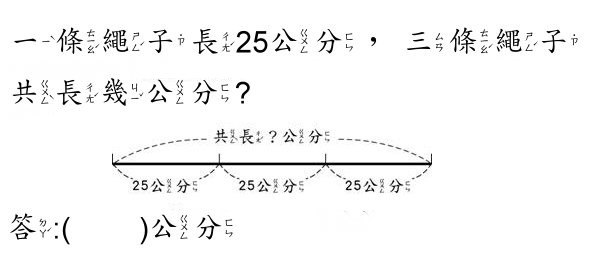 一條繩子長25公分， 三條繩子
共長幾公分?
共長?公分
25公分 25公分 25公分
答:( )公分